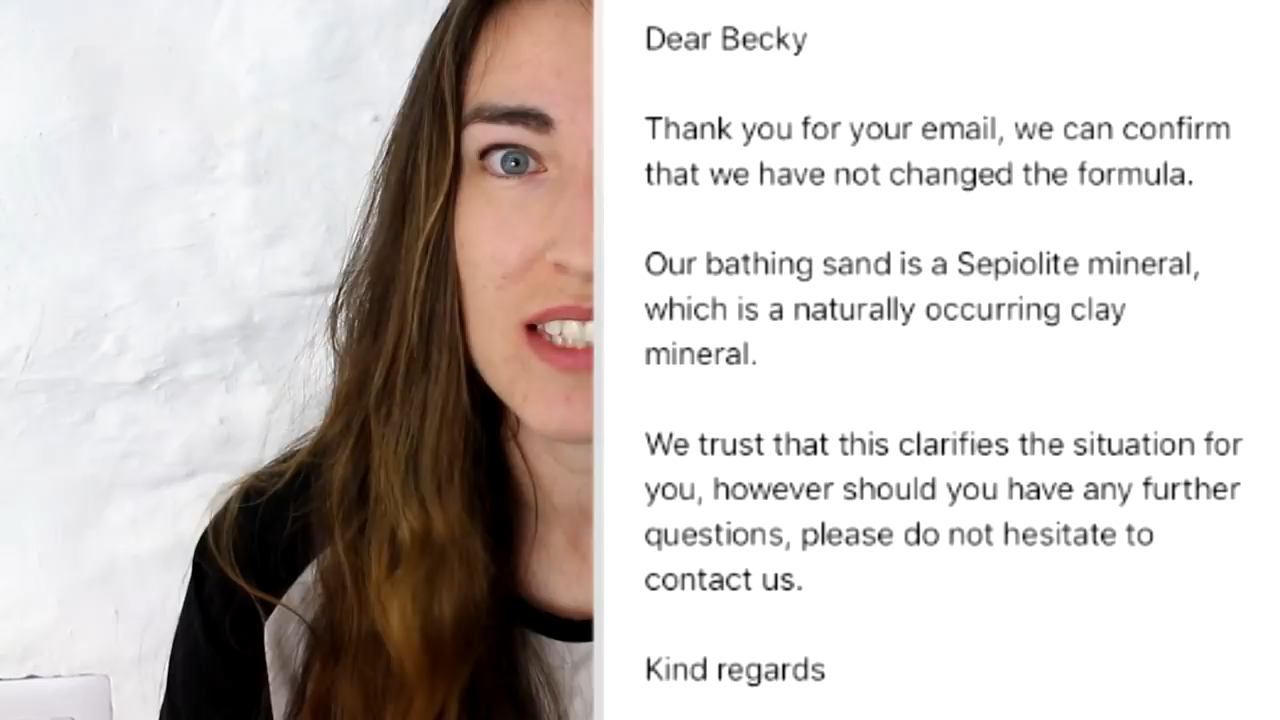 Dear Becky
Thank you for your email, we can confirm
that we have not changed the formula.
Our bathing sand is a Sepiolite mineral,
which is a naturally occurring clay
mineral.
We trust that this clarifies the situation for
you, however should you have any further
questions, please do not hesitate to
contact us.
Kind regards